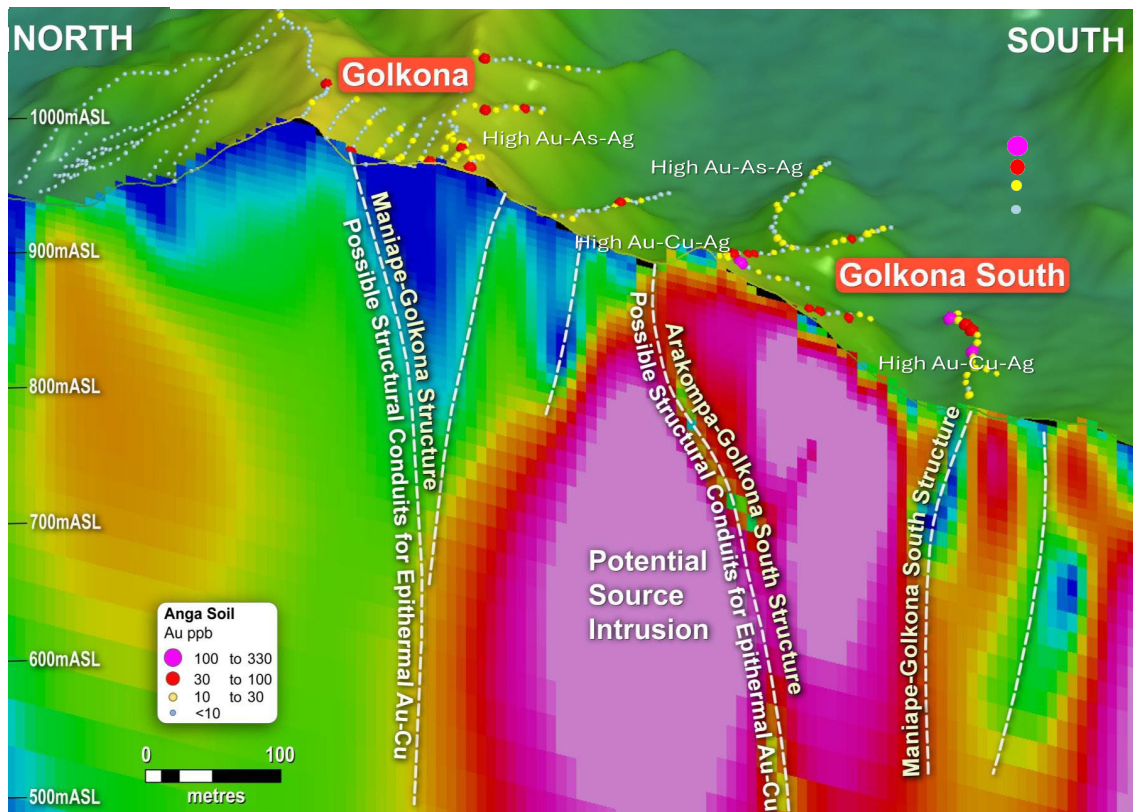 NORTH
SOUTH
Golkona
1000mASL
High Au-As-Ag
High Au-As-Ag
High Au-Cu-Ag
900mASL
Golkona South
High Au-Cu-Ag
800mASL
Maniape-Golkona Structure
Possible Structural Conduits for Epithermal Au-Cu
Arakompa-Golkona South Structure
Possible Structural Conduits for Epithermal Au-Cu
Maniape-Golkona South Structure
700mASL
Potential
Source
Intrusion
Anga Soil
Au ppb
100 to 330
30 to 100
10 to 30
<10
600mASL
0 100
metres
500mASL